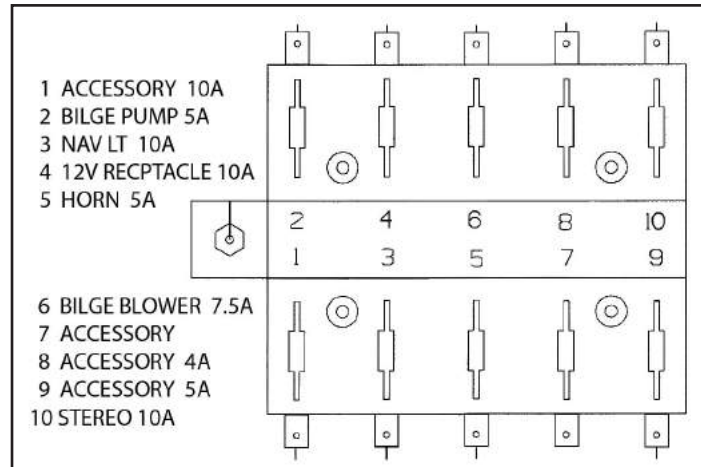 1 ACCESSORY 10A
2 BILGE PUMP 5A
3 NAV LT 10A
4 12V RECPTACLE 10A
5 HORN 5A
2 4 6 8 10
1 3 5 7 9
6 BILGE BLOWER 7.5A
7 ACCESSORY
8 ACCESSORY 4A
9 ACCESSORY 5A
10 STEREO 10A